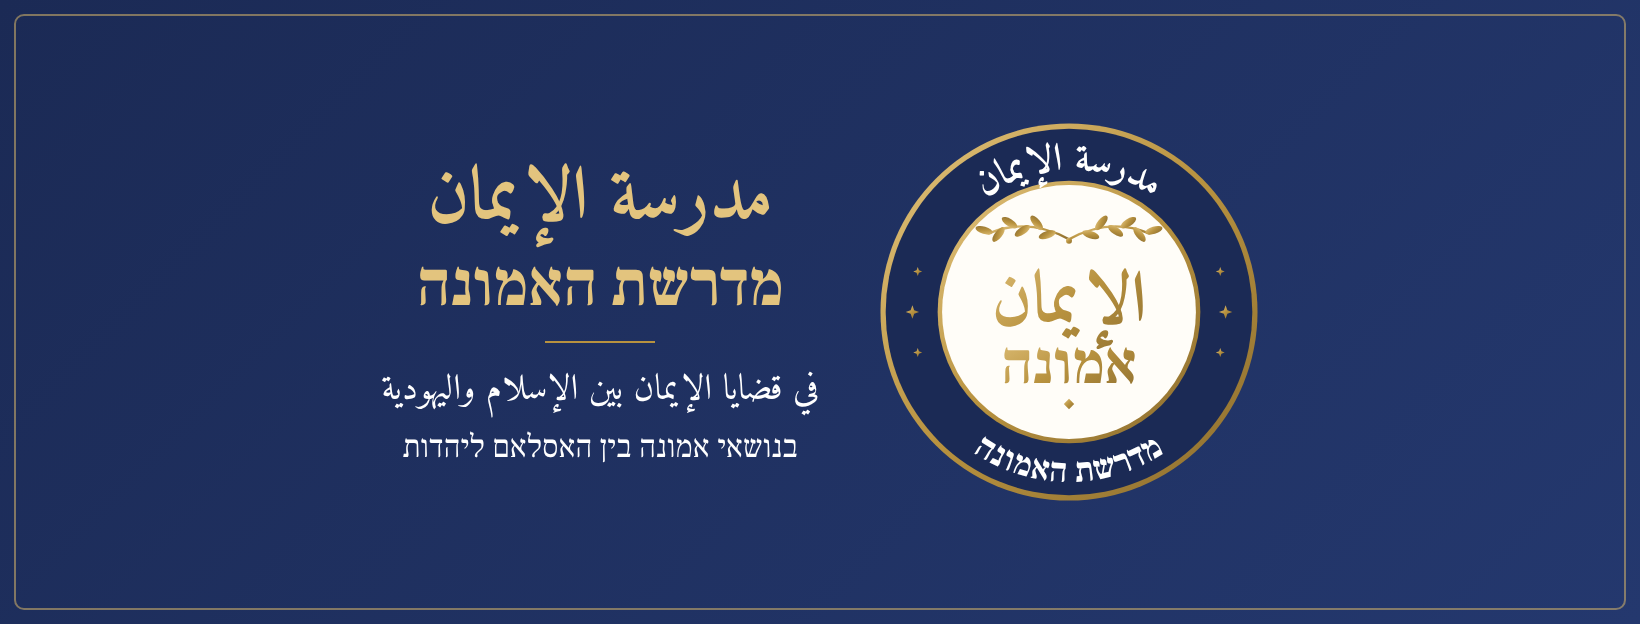 مدرسة الإيمان
מדרשת האמונה
في قضايا الإيمان بين الإسلام واليهودية
בנושאי אמונה בין האסלאם ליהדות
مدرسة الإيمان
الإيمان
אמונה
מדרשת האמונה